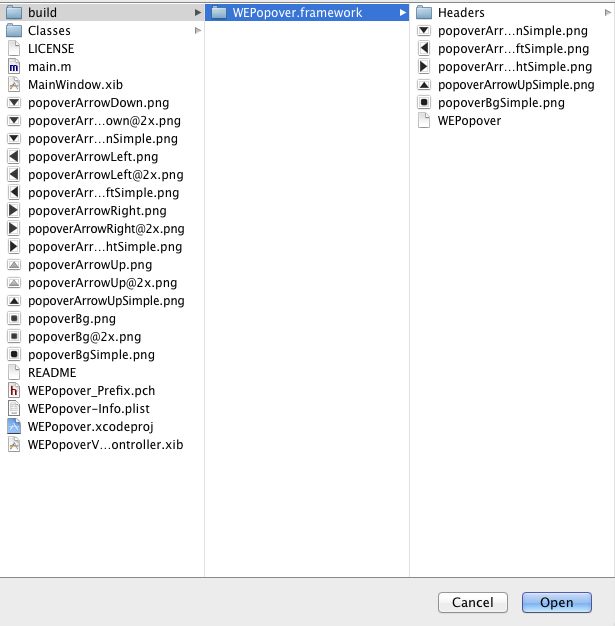 build
Classes
LICENSE
main.m
MainWindow.xib
popoverArrowDown.png
popoverArr...own@2x.png
popoverArr...nSimple.png
popoverArrowLeft.png
popoverArrowLeft@2x.png
popoverArr...ftSimple.png
popoverArrowRight.png
popoverArrowRight@2x.png
popoverArr...htSimple.png
popoverArrowUp.png
popoverArrowUp@2x.png
popoverArrowUpSimple.png
popoverBg.png
popoverBg@2x.png
popoverBgSimple.png
README
WEPopover_Prefix.pch
WEPopover-Info.plist
WEPopover.xcodeproj
WEPopoverV...ontroller.xib
WEPopover.framework
Headers
popoverArr...nSimple.png
popoverArr...ftSimple.png
popoverArr...htSimple.png
popoverArrowUpSimple.png
popoverBgSimple.png
WEPopover
Cancel
Open